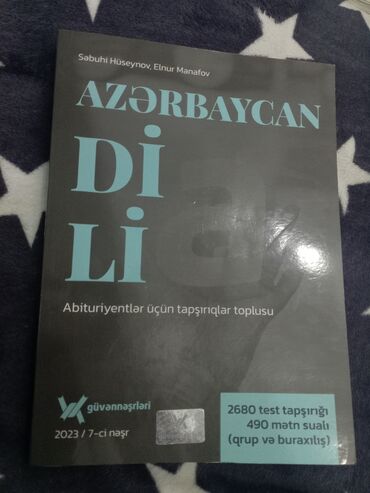 Səbuhi Hüseynov, Elnur Manafov
AZƏRBAYCAN
DİLİ
Abituriyentlər üçün tapşırıqlar toplusu
güvənnəşrləri
2023 / 7-ci nəşr
2680 test tapşırığı
490 mətn sualı
(qrup və buraxılış)